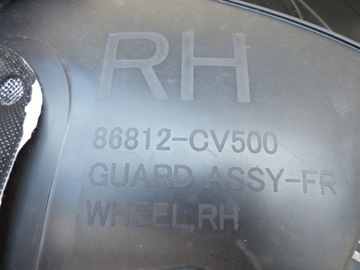 RH
86812-CV500
GUARD ASSY-FR
WHEEL,RH